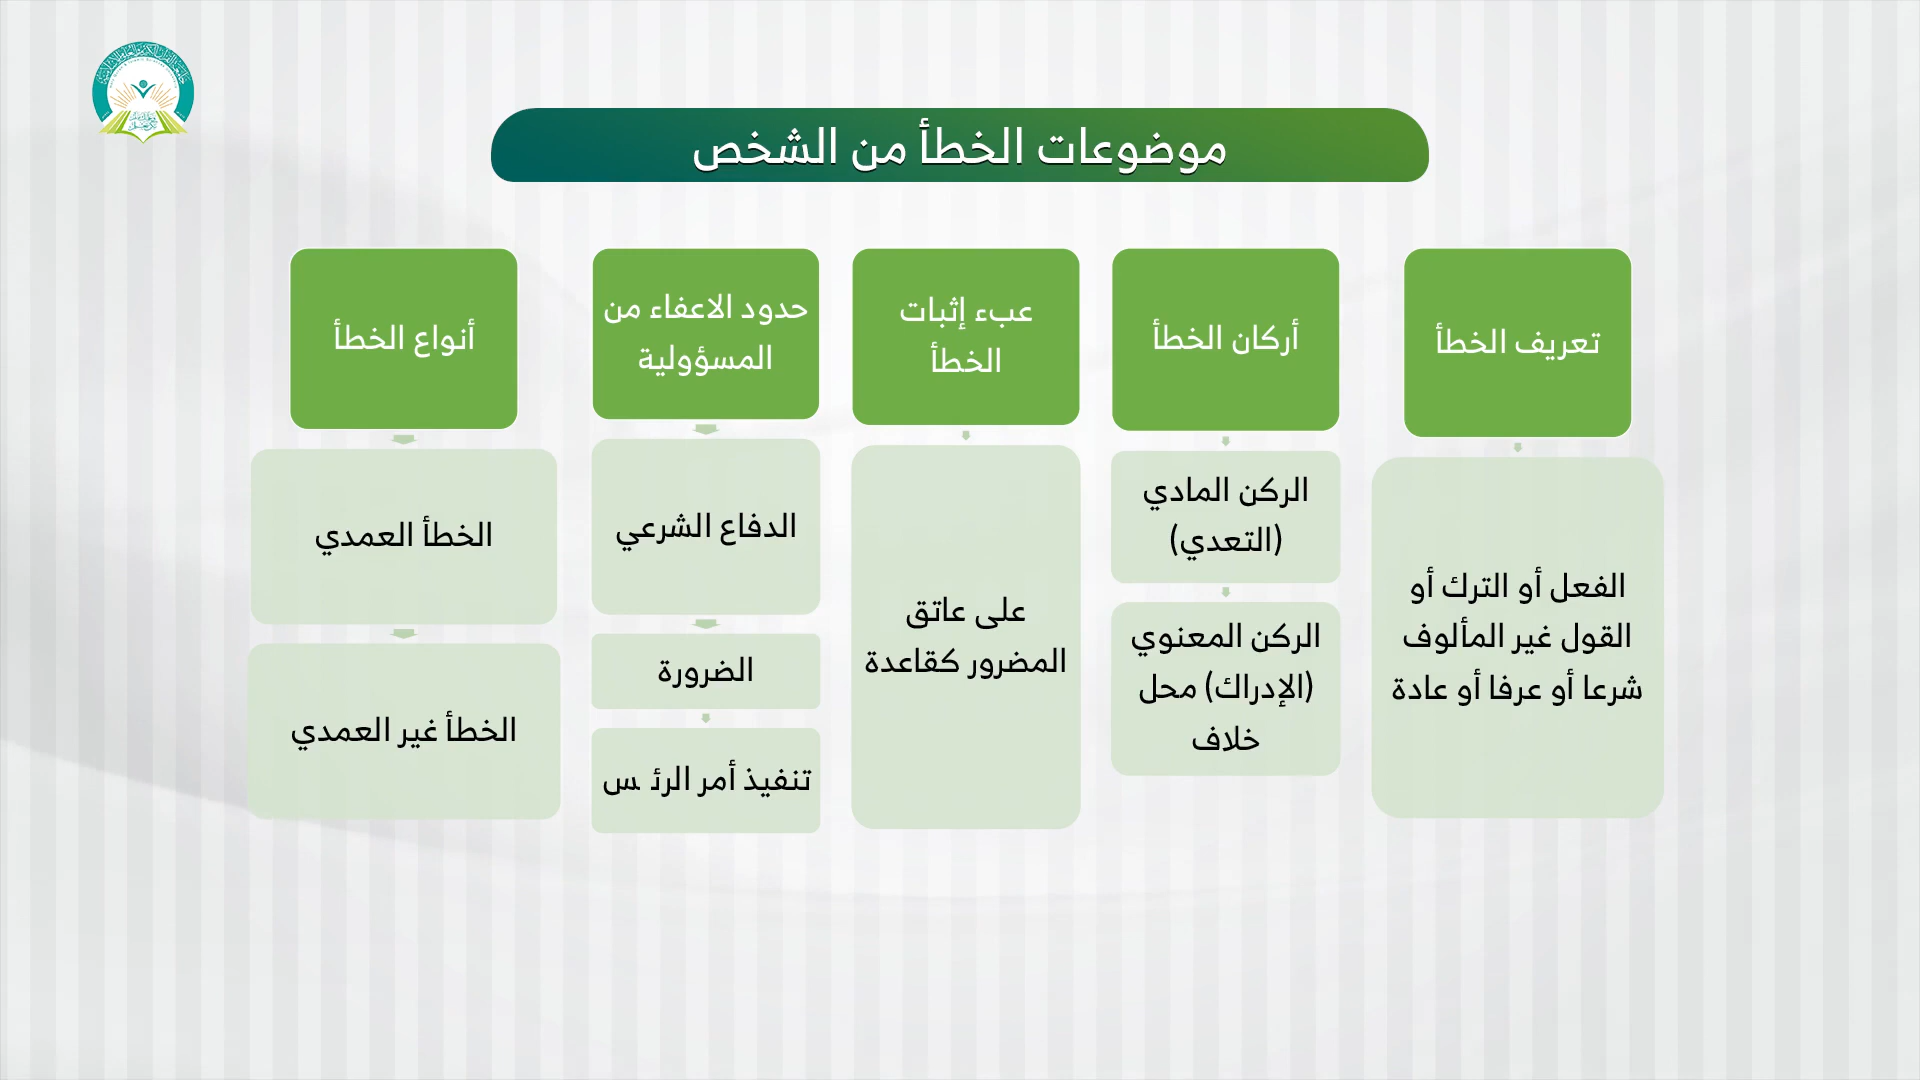 موضوعات الخطأ من الشخص
تعريف الخطأ
الفعل أو الترك أو
القول غير المألوف
شرعا أو عرفا أو عادة
أركان الخطأ
الركن المادي
(التعدي)
الركن المعنوي
(الإدراك) محل
خلاف
عبء إثبات
الخطأ
على عاتق
المضرور كقاعدة
حدود الاعفاء من
المسؤولية
الدفاع الشرعي
الضرورة
تنفيذ أمر الرئيس
أنواع الخطأ
الخطأ العمدي
الخطأ غير العمدي